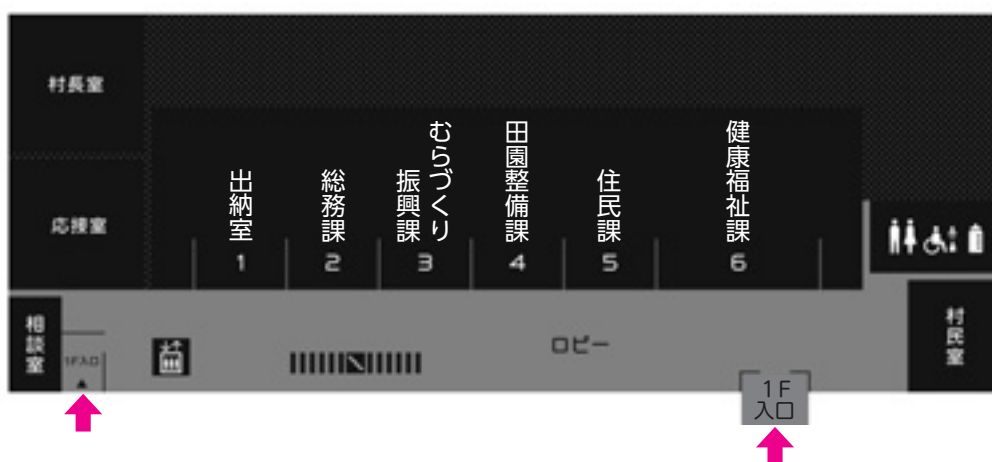 村長室
応接室
出納室
1
総務課
2
むらづくり
振興課
3
田園整備課
4
住民課
5
健康福祉課
6
相談室
1F入口
ロビー
1F
入口
村民室